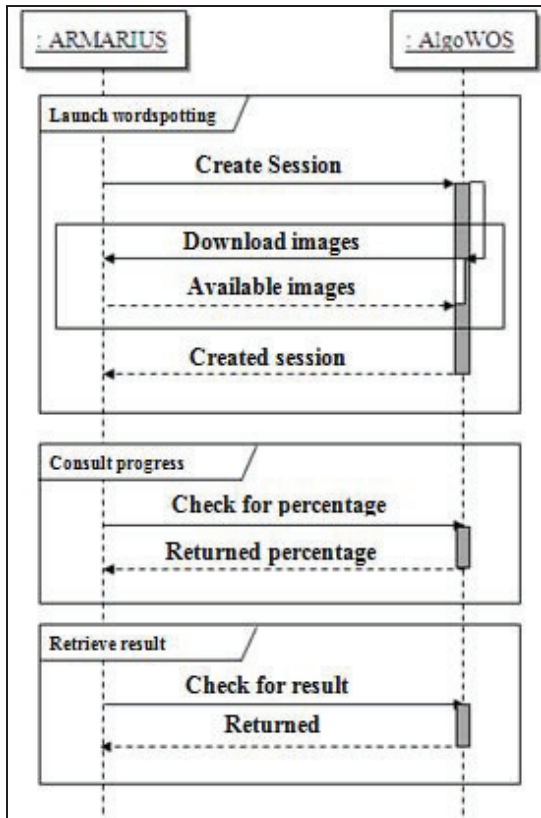 : ARMARIUS
: AlgoWOS
Launch wordspotting
Create Session
Download images
Available images
Created session
Consult progress
Check for percentage
Returned percentage
Retrieve result
Check for result
Returned